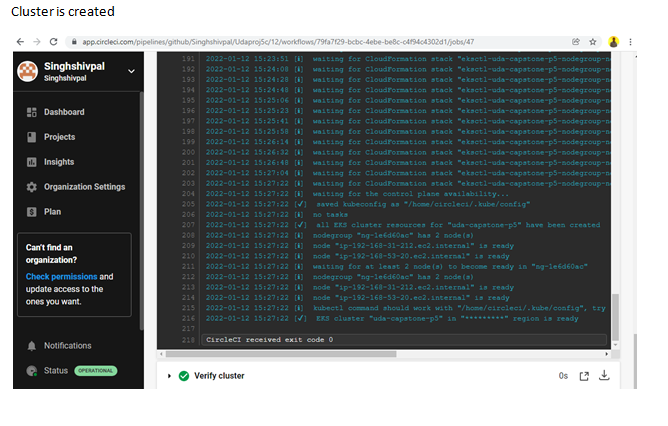 Cluster is created
app.circleci.com/pipelines/github/Singhshivpal/Udaproj5c/12/workflows/79fa7f29-bcbc-4ebe-be8c-c4f94c4302d1/jobs/47
Singhshivpal
Singhshivpal
Dashboard
Projects
Insights
Organization Settings
Plan
Can't find an
organization?
Check permissions and
update access to the
ones you want.
Notifications
Status OPERATIONAL
191 2022-01-12 15:23:51 [ℹ] waiting for CloudFormation stack "eksctl-uda-capstone-p5-nodegroup-n
192 2022-01-12 15:24:08 [ℹ] waiting for CloudFormation stack "eksctl-uda-capstone-p5-nodegroup-n
193 2022-01-12 15:24:28 [ℹ] waiting for CloudFormation stack "eksctl-uda-capstone-p5-nodegroup-n
194 2022-01-12 15:24:48 [ℹ] waiting for CloudFormation stack "eksctl-uda-capstone-p5-nodegroup-n
195 2022-01-12 15:25:06 [ℹ] waiting for CloudFormation stack "eksctl-uda-capstone-p5-nodegroup-n
196 2022-01-12 15:25:23 [ℹ] waiting for CloudFormation stack "eksctl-uda-capstone-p5-nodegroup-n
197 2022-01-12 15:25:41 [ℹ] waiting for CloudFormation stack "eksctl-uda-capstone-p5-nodegroup-n
198 2022-01-12 15:25:58 [ℹ] waiting for CloudFormation stack "eksctl-uda-capstone-p5-nodegroup-n
199 2022-01-12 15:26:14 [ℹ] waiting for CloudFormation stack "eksctl-uda-capstone-p5-nodegroup-n
200 2022-01-12 15:26:32 [ℹ] waiting for CloudFormation stack "eksctl-uda-capstone-p5-nodegroup-n
201 2022-01-12 15:26:48 [ℹ] waiting for CloudFormation stack "eksctl-uda-capstone-p5-nodegroup-n
202 2022-01-12 15:27:04 [ℹ] waiting for CloudFormation stack "eksctl-uda-capstone-p5-nodegroup-n
203 2022-01-12 15:27:22 [ℹ] waiting for CloudFormation stack "eksctl-uda-capstone-p5-nodegroup-n
204 2022-01-12 15:27:22 [ℹ] waiting for the control plane availability...
205 2022-01-12 15:27:22 [✔] saved kubeconfig as "/home/circleci/.kube/config"
206 2022-01-12 15:27:22 [ℹ] no tasks
207 2022-01-12 15:27:22 [✔] all EKS cluster resources for "uda-capstone-p5" have been created
208 2022-01-12 15:27:22 [ℹ] nodegroup "ng-1e6d60ac" has 2 node(s)
209 2022-01-12 15:27:22 [ℹ] node "ip-192-168-31-212.ec2.internal" is ready
210 2022-01-12 15:27:22 [ℹ] node "ip-192-168-53-20.ec2.internal" is ready
211 2022-01-12 15:27:22 [ℹ] waiting for at least 2 node(s) to become ready in "ng-1e6d60ac"
212 2022-01-12 15:27:22 [ℹ] nodegroup "ng-1e6d60ac" has 2 node(s)
213 2022-01-12 15:27:22 [ℹ] node "ip-192-168-31-212.ec2.internal" is ready
214 2022-01-12 15:27:22 [ℹ] node "ip-192-168-53-20.ec2.internal" is ready
215 2022-01-12 15:27:22 [ℹ] kubectl command should work with "/home/circleci/.kube/config", try
216 2022-01-12 15:27:22 [✔] EKS cluster "uda-capstone-p5" in "*********" region is ready
217
218 CircleCI received exit code 0
Verify cluster 0s